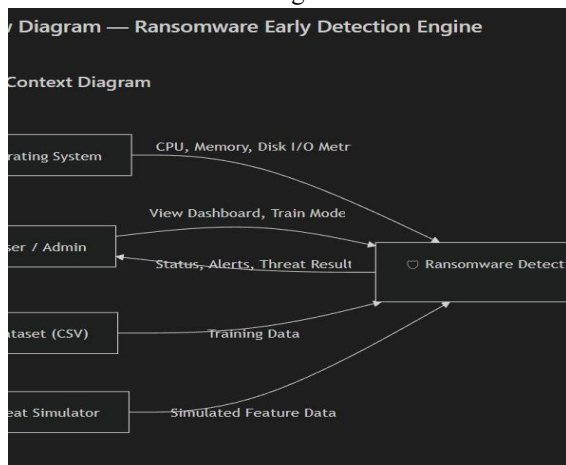 Diagram — Ransomware Early Detection Engine
Context Diagram
CPU, Memory, Disk I/O Metr
rating System
View Dashboard, Train Mode
ser / Admin
Status, Alerts, Threat Result
Ransomware Detecti
ataset (CSV)
Training Data
eat Simulator
Simulated Feature Data